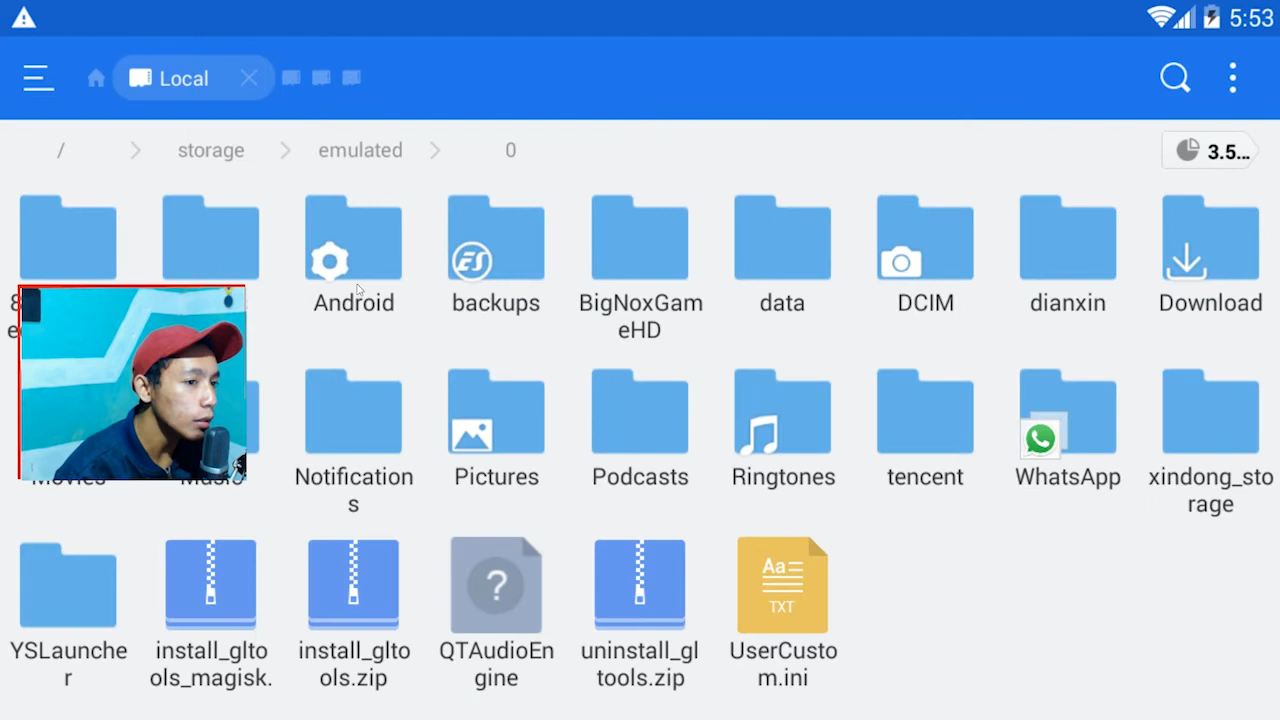 5:53
Local
/ storage emulated 0
3.5...
Android
backups
BigNoxGam
eHD
data
DCIM
dianxin
Download
Movies
Music
Notification
s
Pictures
Podcasts
Ringtones
tencent
WhatsApp
xindong_sto
rage
YSLaunche
r
install_glto
ols_magisk.
install_glto
ols.zip
QTAudioEn
gine
uninstall_gl
tools.zip
Aa
TXT
UserCusto
m.ini